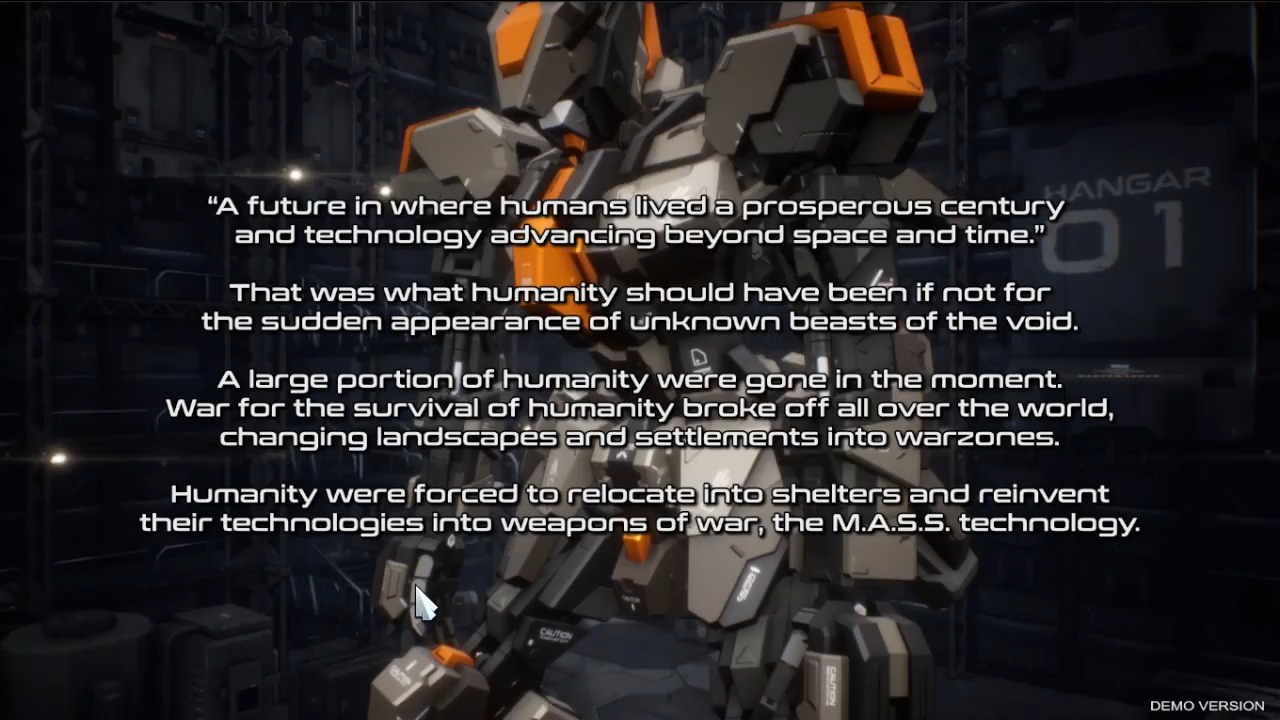 HANGAR
01
“A future in where humans lived a prosperous century
and technology advancing beyond space and time.”
That was what humanity should have been if not for
the sudden appearance of unknown beasts of the void.
A large portion of humanity were gone in the moment.
War for the survival of humanity broke off all over the world,
changing landscapes and settlements into warzones.
Humanity were forced to relocate into shelters and reinvent
their technologies into weapons of war, the M.A.S.S. technology.
CAUTION
CAUTION
CAUTION
DEMO VERSION